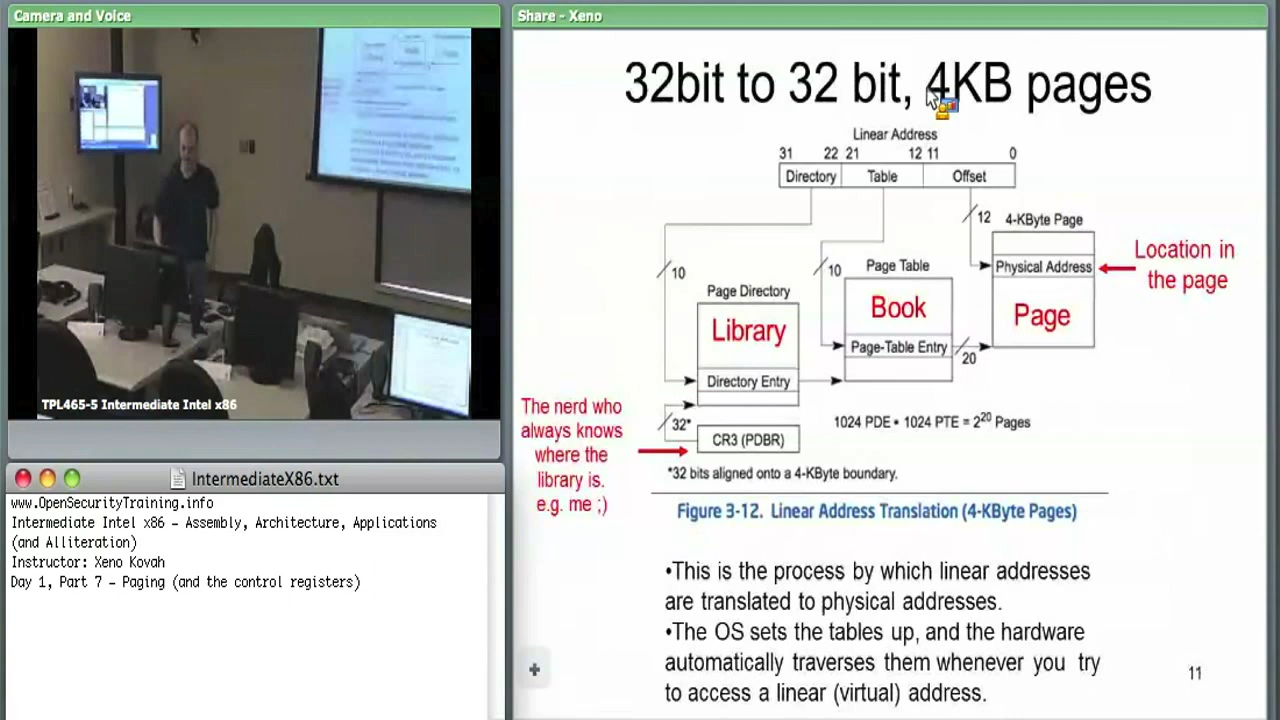 Camera and Voice
TPL465-5 Intermediate Intel x86
IntermediateX86.txt
www.OpenSecurityTraining.info
Intermediate Intel x86 – Assembly, Architecture, Applications
(and Alliteration)
Instructor: Xeno Kovah
Day 1, Part 7 – Paging (and the control registers)
Share - Xeno
32bit to 32 bit, 4KB pages
Linear Address
31 22 21 12 11 0
Directory Table Offset
12
4-KByte Page
Physical Address
Page
Location in
the page
10
Page Table
Book
Page-Table Entry
20
10
Page Directory
Library
Directory Entry
32*
CR3 (PDBR)
The nerd who
always knows
where the
library is.
e.g. me ;)
1024 PDE * 1024 PTE = 2^20 Pages
*32 bits aligned onto a 4-KByte boundary.
Figure 3-12. Linear Address Translation (4-KByte Pages)
•This is the process by which linear addresses
are translated to physical addresses.
•The OS sets the tables up, and the hardware
automatically traverses them whenever you try
to access a linear (virtual) address.
11